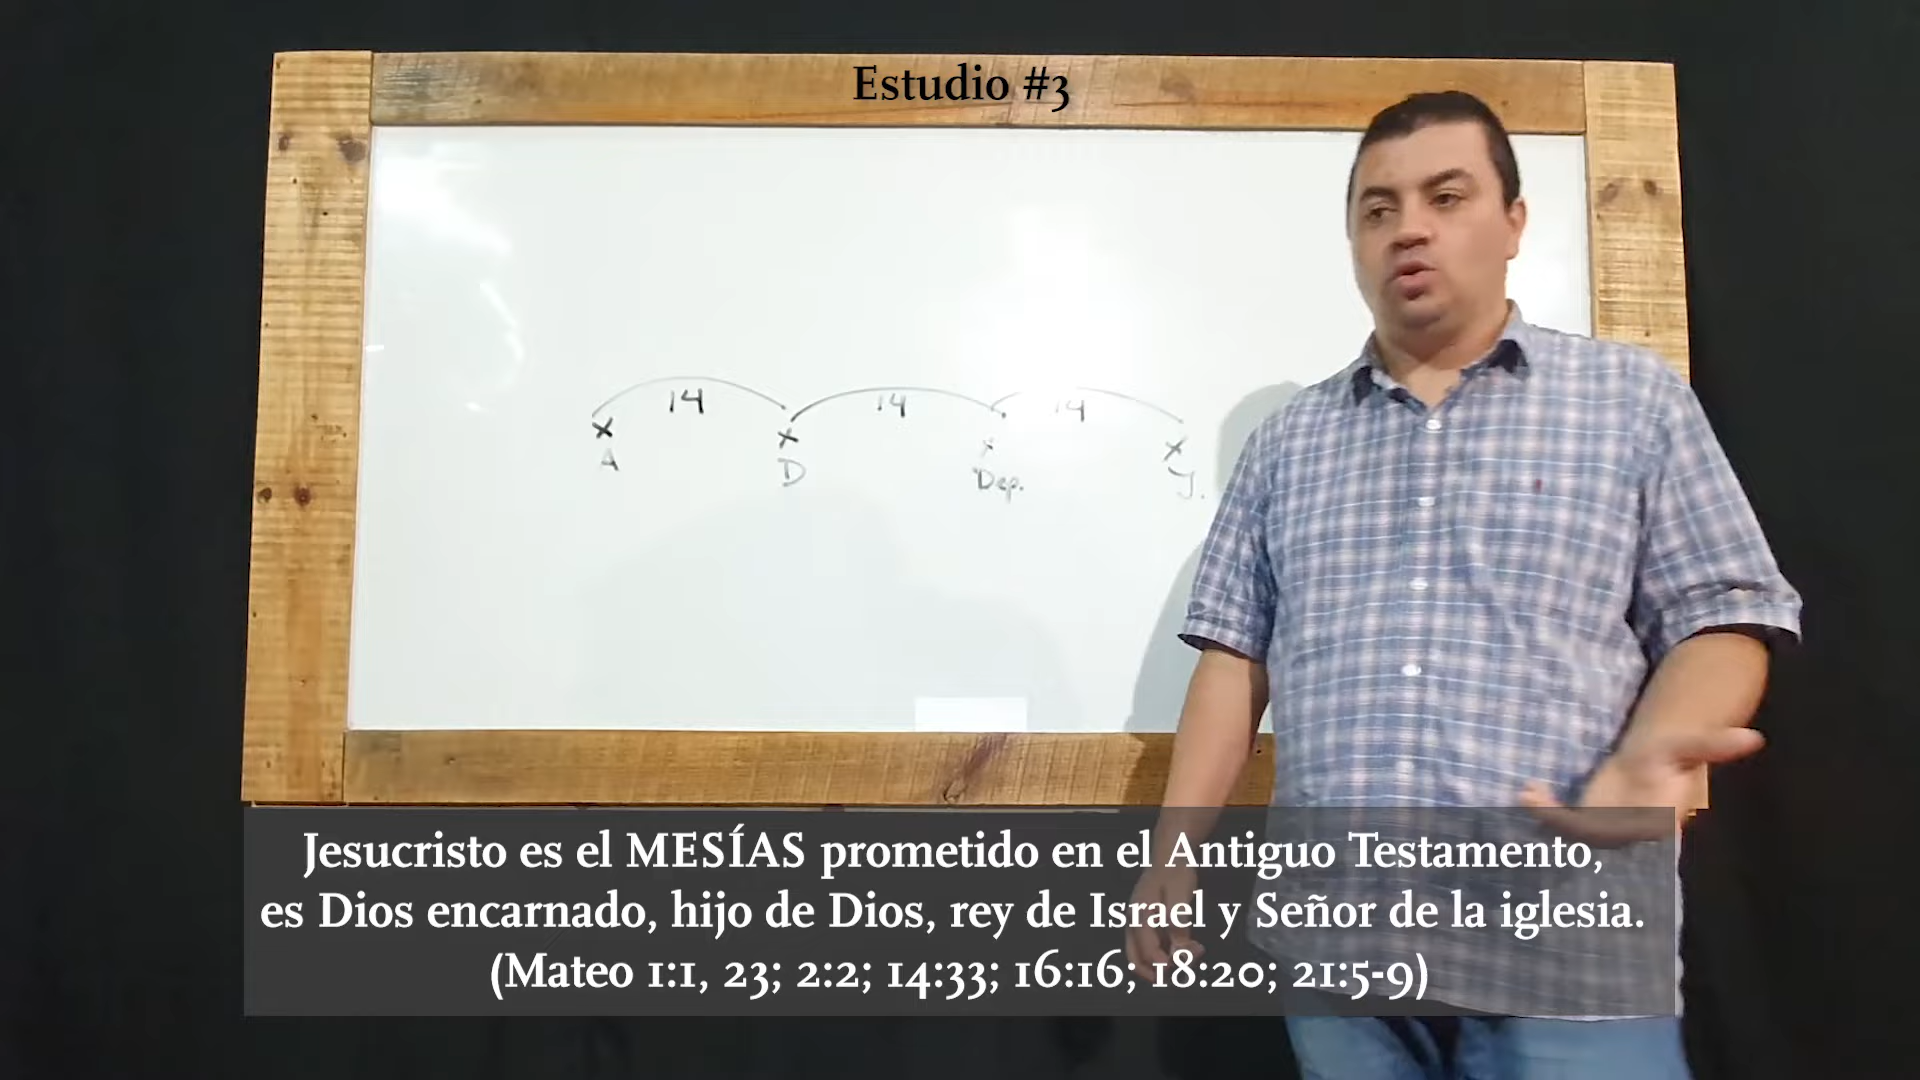 Estudio #3
14 14 14
x x x x
A D Dep. J.
Jesucristo es el MESÍAS prometido en el Antiguo Testamento,
es Dios encarnado, hijo de Dios, rey de Israel y Señor de la iglesia.
(Mateo 1:1, 23; 2:2; 14:33; 16:16; 18:20; 21:5-9)